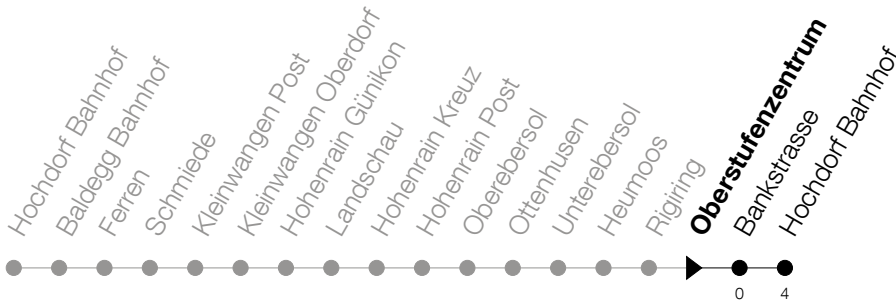 Hochdorf Bahnhof
Baldegg Bahnhof
Ferren
Schmiede
Kleinwangen Post
Kleinwangen Oberdorf
Hohenrain Günikon
Landschau
Hohenrain Kreuz
Hohenrain Post
Oberebersol
Ottenhusen
Unterebersol
Heumoos
Rigiring
Oberstufenzentrum
Bankstrasse
Hochdorf Bahnhof
0
4